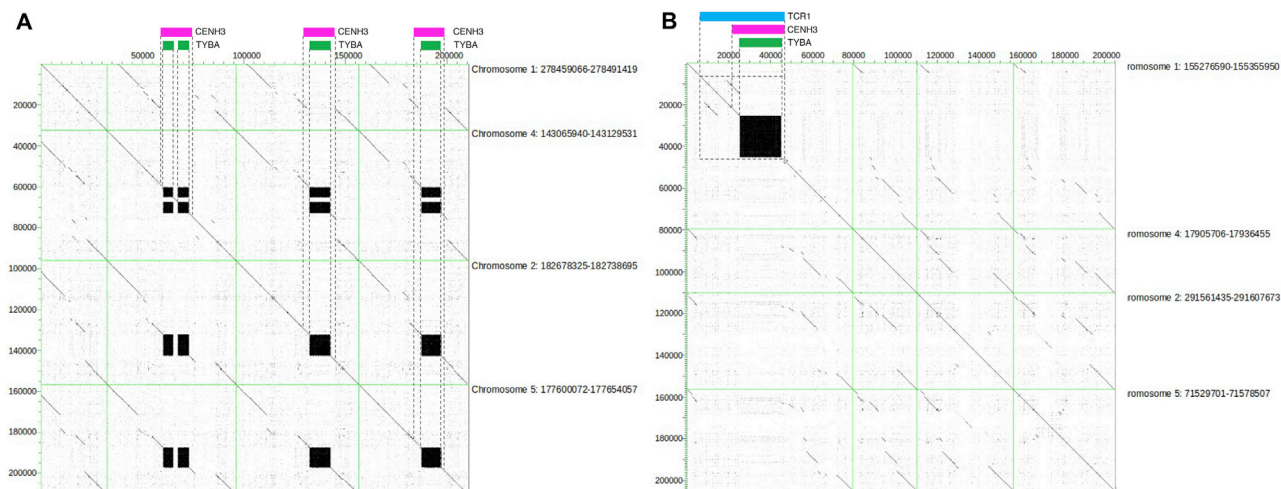 A
CENH3 CENH3 CENH3
TYBA TYBA TYBA
50000 100000 150000 200000
Chromosome 1: 278459066-278491419
20000
Chromosome 4: 143065940-143129531
40000
60000
80000
Chromosome 2: 182678325-182738695
100000
120000
140000
Chromosome 5: 177600072-177654057
160000
180000
200000
B
TCR1
CENH3
TYBA
20000 40000 60000 80000 100000 120000 140000 160000 180000 200000
romosome 1: 155276590-155355950
20000
40000
60000
80000
romosome 4: 17905706-17936455
100000
romosome 2: 291561435-291607673
120000
140000
romosome 5: 71529701-71578507
160000
180000
200000